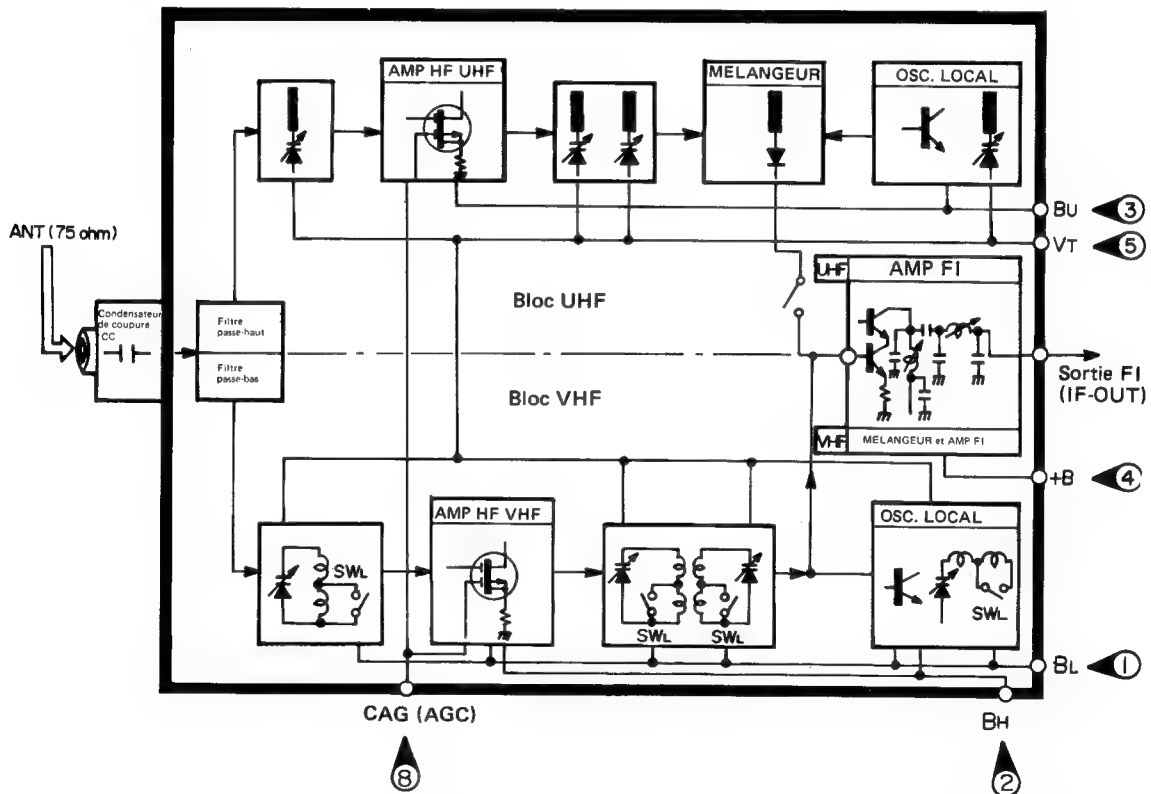 AMP HF UHF
MELANGEUR
OSC. LOCAL
BU
3
ANT (75 ohm)
VT
5
Condensateur
de coupure
CC
Filtre
passe-haut
Filtre
passe-bas
Bloc UHF
UHF
AMP FI
Bloc VHF
Sortie FI
(IF-OUT)
VHF
MELANGEUR et AMP FI
+B
4
AMP HF VHF
OSC. LOCAL
SWL
SWL
SWL
SWL
BL
1
CAG (AGC)
BH
8
2